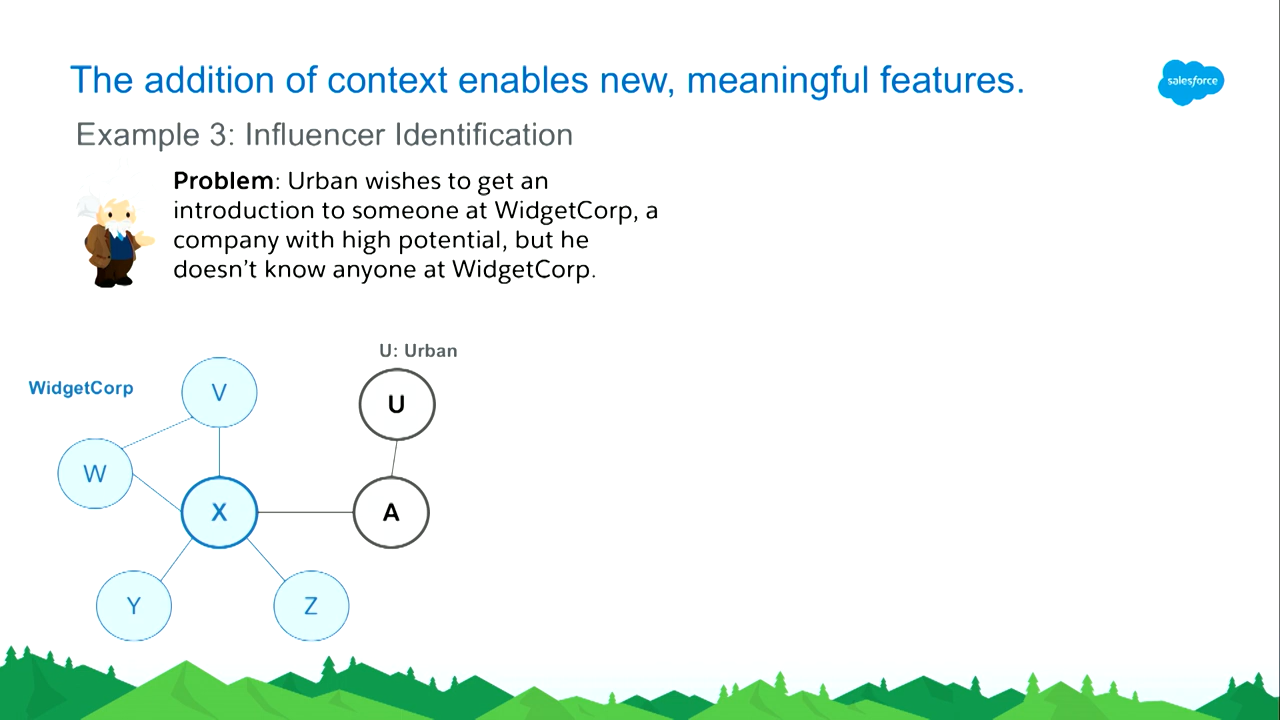 The addition of context enables new, meaningful features.
salesforce
Example 3: Influencer Identification
Problem: Urban wishes to get an
introduction to someone at WidgetCorp, a
company with high potential, but he
doesn't know anyone at WidgetCorp.
U: Urban
WidgetCorp
V
U
W
X
A
Y
Z